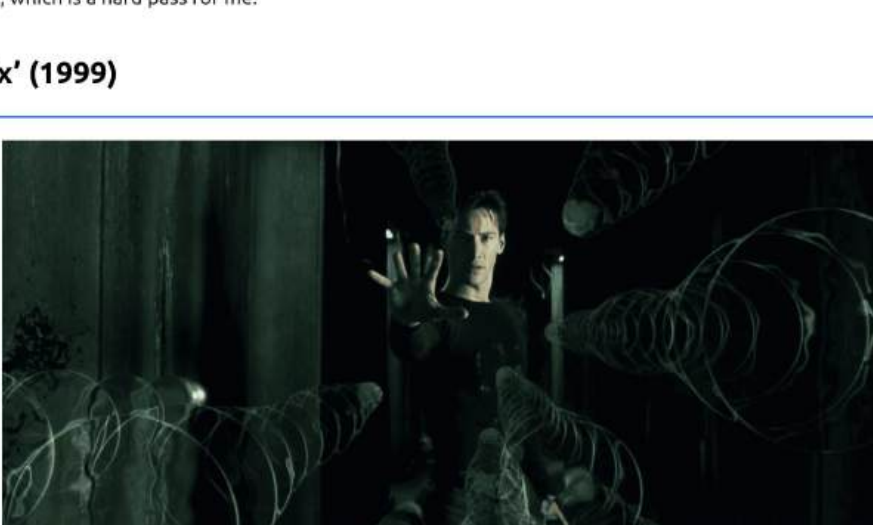 , which is a hard pass for me.
x’ (1999)